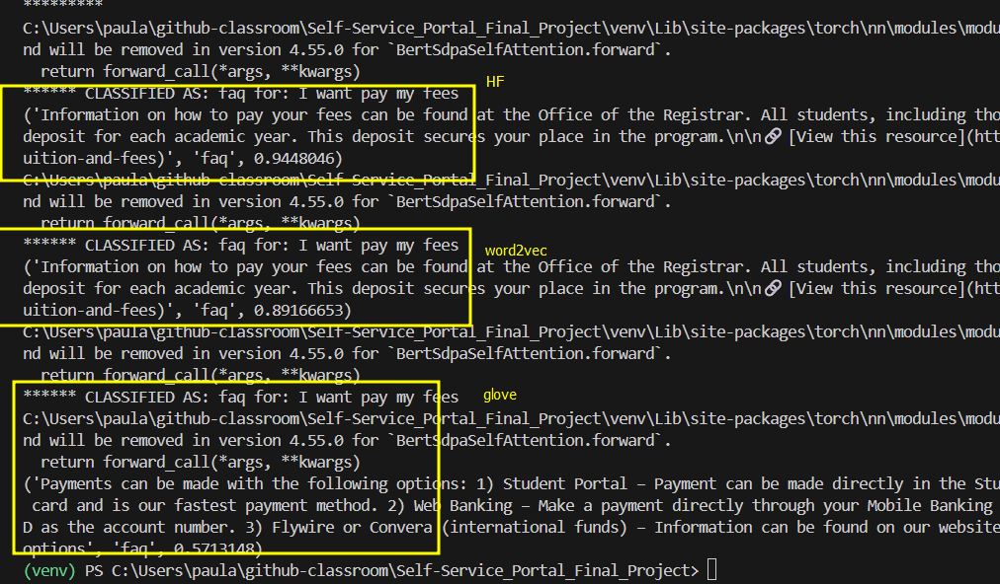 *********
C:\Users\paula\github-classroom\Self-Service_Portal_Final_Project\venv\Lib\site-packages\torch\nn\modules\modu
nd will be removed in version 4.55.0 for `BertSdpaSelfAttention.forward`.
return forward_call(*args, **kwargs)
HF
****** CLASSIFIED AS: faq for: I want pay my fees
('Information on how to pay your fees can be found at the Office of the Registrar. All students, including tho
deposit for each academic year. This deposit secures your place in the program.\n\n🔗 [View this resource](htt
uition-and-fees)', 'faq', 0.9448046)
C:\Users\paula\github-classroom\Self-Service_Portal_Final_Project\venv\Lib\site-packages\torch\nn\modules\modu
nd will be removed in version 4.55.0 for `BertSdpaSelfAttention.forward`.
return forward_call(*args, **kwargs)
****** CLASSIFIED AS: faq for: I want pay my fees
word2vec
('Information on how to pay your fees can be found at the Office of the Registrar. All students, including tho
deposit for each academic year. This deposit secures your place in the program.\n\n🔗 [View this resource](htt
uition-and-fees)', 'faq', 0.89166653)
C:\Users\paula\github-classroom\Self-Service_Portal_Final_Project\venv\Lib\site-packages\torch\nn\modules\modu
nd will be removed in version 4.55.0 for `BertSdpaSelfAttention.forward`.
return forward_call(*args, **kwargs)
****** CLASSIFIED AS: faq for: I want pay my fees
glove
C:\Users\paula\github-classroom\Self-Service_Portal_Final_Project\venv\Lib\site-packages\torch\nn\modules\modu
nd will be removed in version 4.55.0 for `BertSdpaSelfAttention.forward`.
return forward_call(*args, **kwargs)
('Payments can be made with the following options: 1) Student Portal – Payment can be made directly in the Stu
card and is our fastest payment method. 2) Web Banking – Make a payment directly through your Mobile Banking
D as the account number. 3) Flywire or Convera (international funds) – Information can be found on our website
options', 'faq', 0.5713148)
(venv) PS C:\Users\paula\github-classroom\Self-Service_Portal_Final_Project>